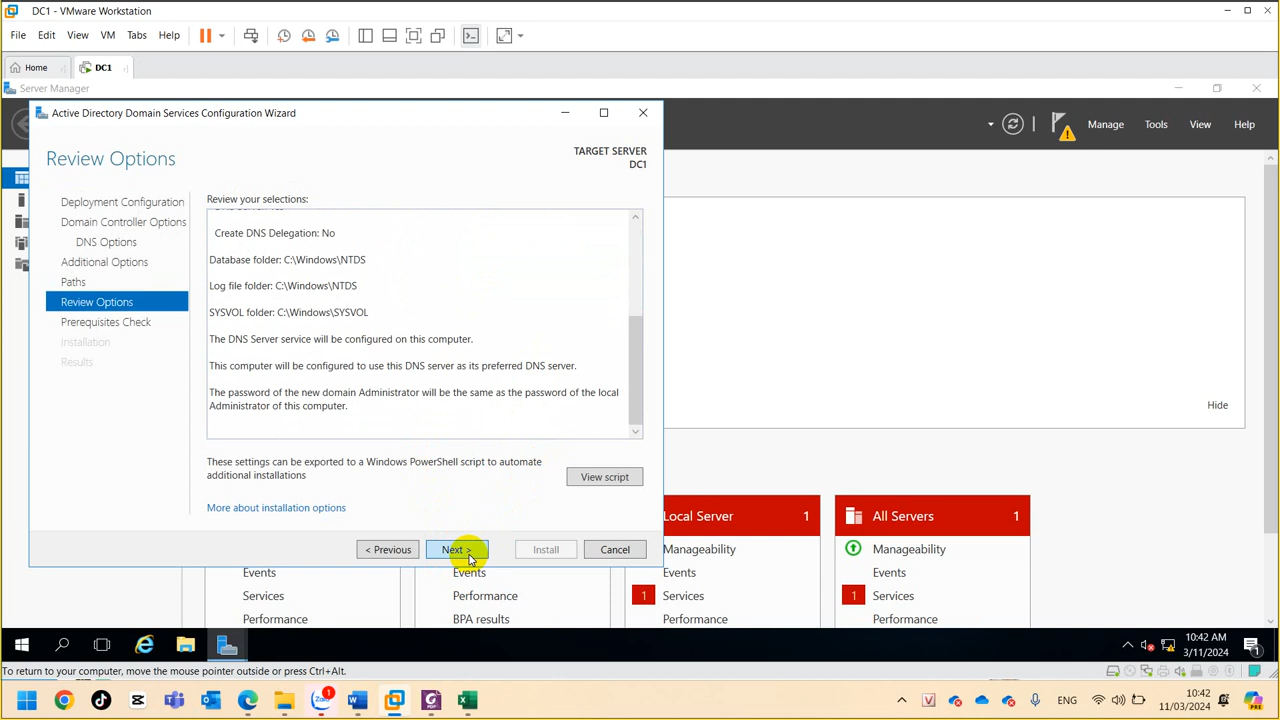 DC1 - VMware Workstation
File Edit View VM Tabs Help
Home DC1
Server Manager
Manage Tools View Help
Active Directory Domain Services Configuration Wizard
Review Options
TARGET SERVER
DC1
Deployment Configuration
Domain Controller Options
DNS Options
Additional Options
Paths
Review Options
Prerequisites Check
Installation
Results
Review your selections:
Create DNS Delegation: No
Database folder: C:\Windows\NTDS
Log file folder: C:\Windows\NTDS
SYSVOL folder: C:\Windows\SYSVOL
The DNS Server service will be configured on this computer.
This computer will be configured to use this DNS server as its preferred DNS server.
The password of the new domain Administrator will be the same as the password of the local
Administrator of this computer.
These settings can be exported to a Windows PowerShell script to automate
additional installations
View script
More about installation options
< Previous Next > Install Cancel
Hide
Local Server 1 All Servers 1
Manageability Manageability
Events Events Events Events
Services Performance 1 Services 1 Services
Performance BPA results Performance Performance
10:42 AM
3/11/2024
1
To return to your computer, move the mouse pointer outside or press Ctrl+Alt.
Zalo 1
ENG
10:42
11/03/2024
PRE